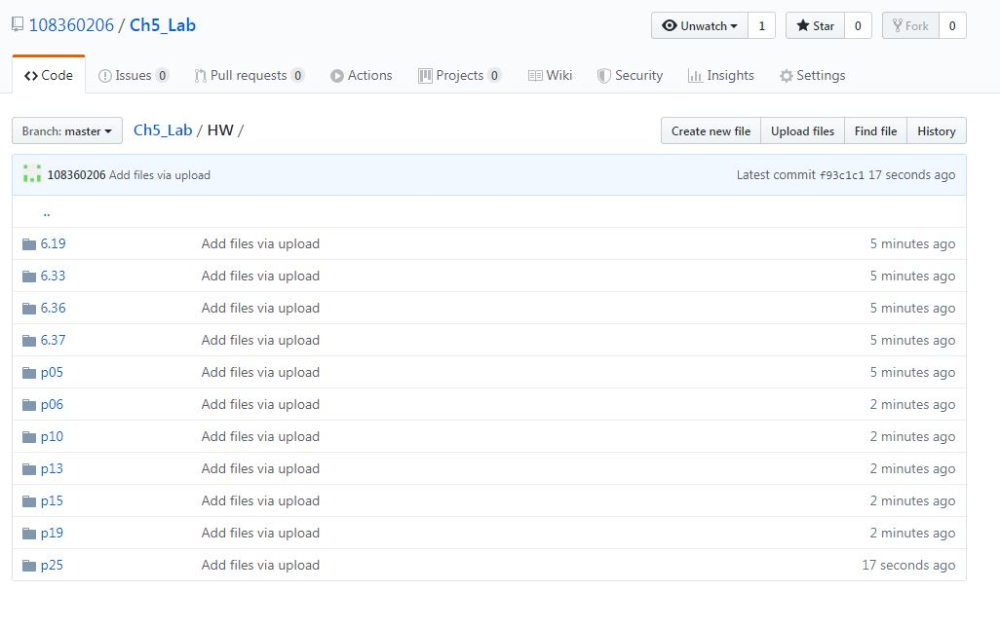 108360206 / Ch5_Lab
Unwatch 1 Star 0 Fork 0
Code Issues 0 Pull requests 0 Actions Projects 0 Wiki Security Insights Settings
Branch: master Ch5_Lab / HW / Create new file Upload files Find file History
108360206 Add files via upload Latest commit f93c1c1 17 seconds ago
..
6.19 Add files via upload 5 minutes ago
6.33 Add files via upload 5 minutes ago
6.36 Add files via upload 5 minutes ago
6.37 Add files via upload 5 minutes ago
p05 Add files via upload 5 minutes ago
p06 Add files via upload 2 minutes ago
p10 Add files via upload 2 minutes ago
p13 Add files via upload 2 minutes ago
p15 Add files via upload 2 minutes ago
p19 Add files via upload 2 minutes ago
p25 Add files via upload 17 seconds ago